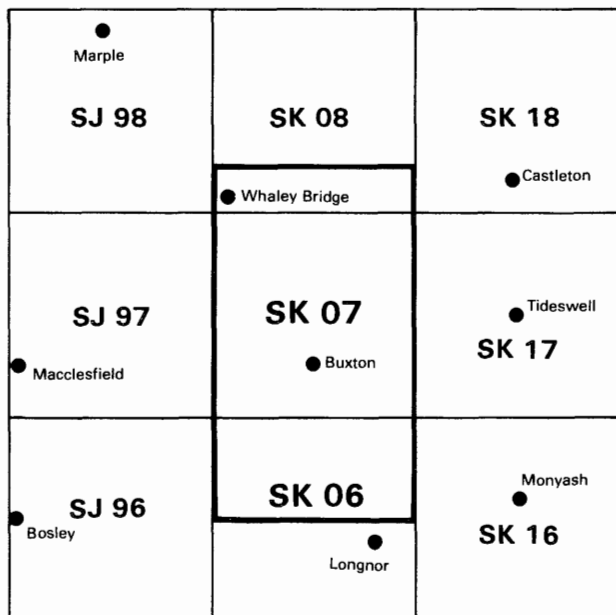 Marple
SJ 98
SK 08
SK 18
Castleton
Whaley Bridge
SJ 97
SK 07
Tideswell
SK 17
Macclesfield
Buxton
SJ 96
SK 06
Monyash
Bosley
SK 16
Longnor